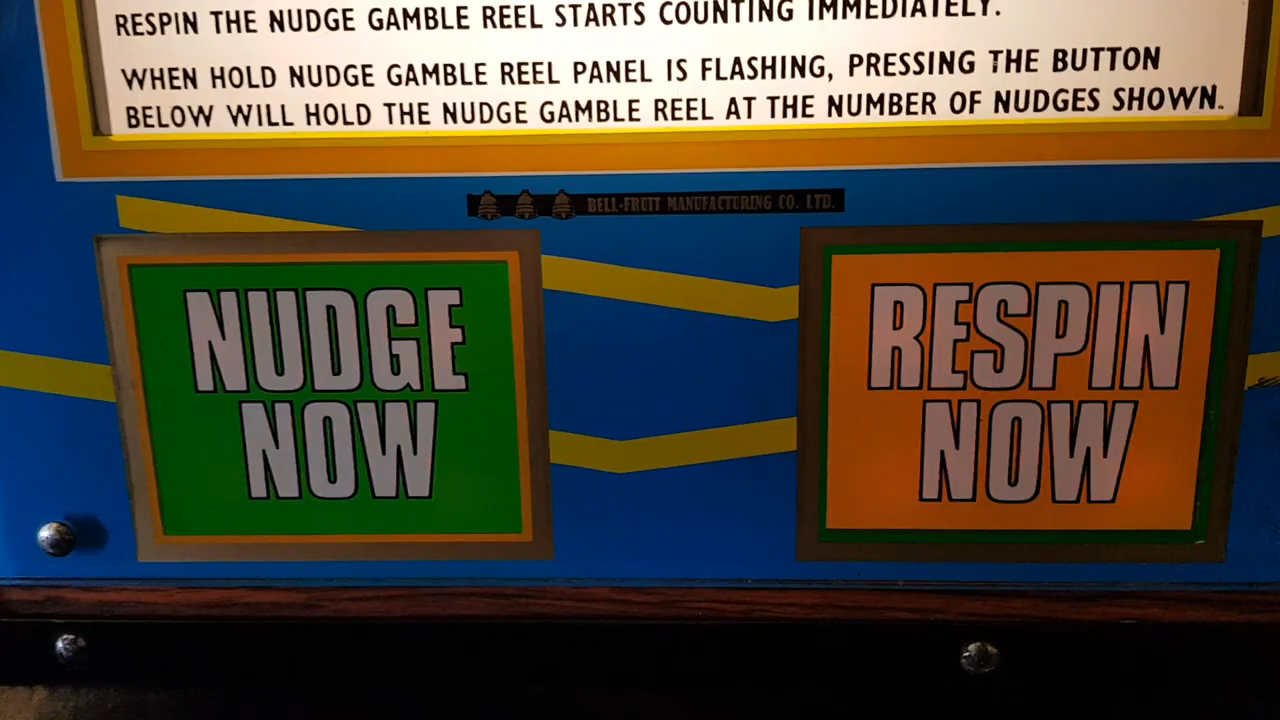 RESPIN THE NUDGE GAMBLE REEL STARTS COUNTING IMMEDIATELY.
WHEN HOLD NUDGE GAMBLE REEL PANEL IS FLASHING, PRESSING THE BUTTON
BELOW WILL HOLD THE NUDGE GAMBLE REEL AT THE NUMBER OF NUDGES SHOWN.
BELL-FRUIT MANUFACTURING CO. LTD.
NUDGE
NOW
RESPIN
NOW